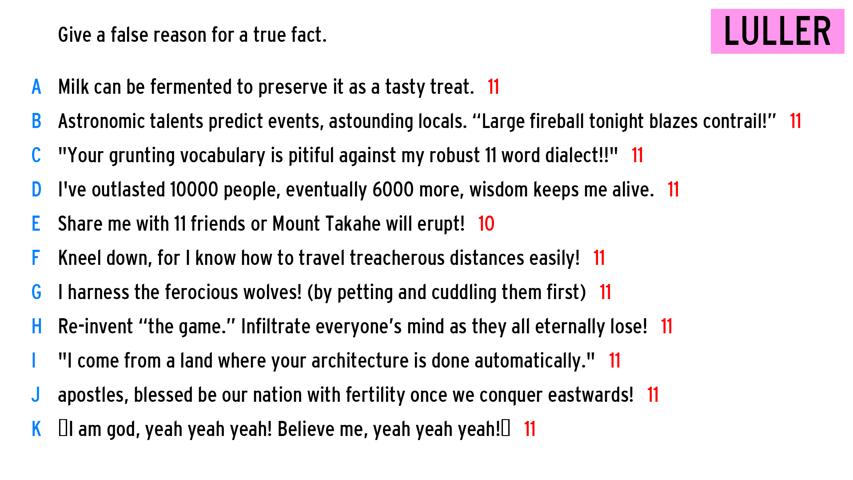 Give a false reason for a true fact.
LULLER
A Milk can be fermented to preserve it as a tasty treat. 11
B Astronomic talents predict events, astounding locals. “Large fireball tonight blazes contrail!” 11
C "Your grunting vocabulary is pitiful against my robust 11 word dialect!!" 11
D I've outlasted 10000 people, eventually 6000 more, wisdom keeps me alive. 11
E Share me with 11 friends or Mount Takahe will erupt! 10
F Kneel down, for I know how to travel treacherous distances easily! 11
G I harness the ferocious wolves! (by petting and cuddling them first) 11
H Re-invent “the game.” Infiltrate everyone’s mind as they all eternally lose! 11
I "I come from a land where your architecture is done automatically." 11
J apostles, blessed be our nation with fertility once we conquer eastwards! 11
K I am god, yeah yeah yeah! Believe me, yeah yeah yeah! 11